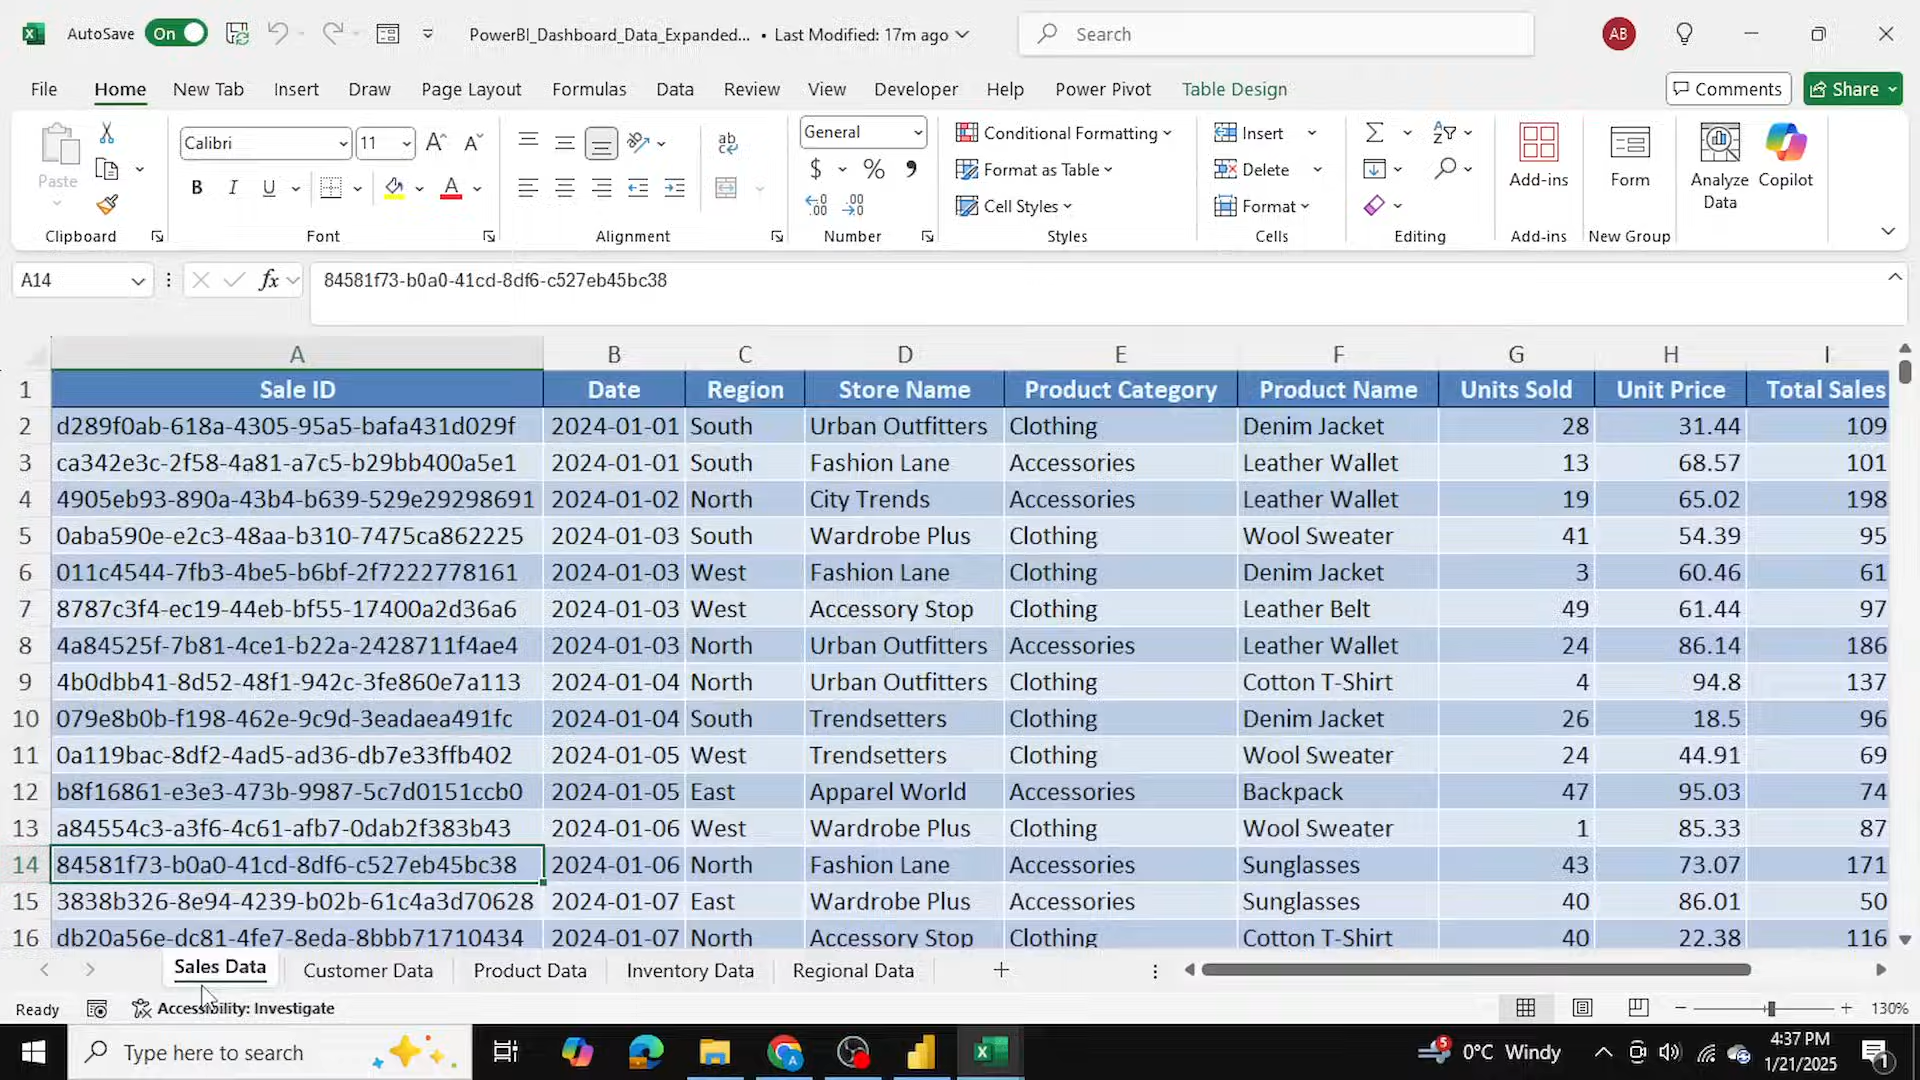 AutoSave On PowerBI_Dashboard_Data_Expanded... • Last Modified: 17m ago Search AB
File Home New Tab Insert Draw Page Layout Formulas Data Review View Developer Help Power Pivot Table Design Comments Share
Paste
Clipboard
Calibri 11
B I U A
Font
ab
Alignment
General
$ % 9
Number
Conditional Formatting
Format as Table
Cell Styles
Styles
Insert
Delete
Format
Cells
Editing
Add-ins
Add-ins
Form
New Group
Analyze
Data
Copilot
A14 fx 84581f73-b0a0-41cd-8df6-c527eb45bc38
A B C D E F G H I
1 Sale ID Date Region Store Name Product Category Product Name Units Sold Unit Price Total Sales
2 d289f0ab-618a-4305-95a5-bafa431d029f 2024-01-01 South Urban Outfitters Clothing Denim Jacket 28 31.44 109
3 ca342e3c-2f58-4a81-a7c5-b29bb400a5e1 2024-01-01 South Fashion Lane Accessories Leather Wallet 13 68.57 101
4 4905eb93-890a-43b4-b639-529e29298691 2024-01-02 North City Trends Accessories Leather Wallet 19 65.02 198
5 0aba590e-e2c3-48aa-b310-7475ca862225 2024-01-03 South Wardrobe Plus Clothing Wool Sweater 41 54.39 95
6 011c4544-7fb3-4be5-b6bf-2f7222778161 2024-01-03 West Fashion Lane Clothing Denim Jacket 3 60.46 61
7 8787c3f4-ec19-44eb-bf55-17400a2d36a6 2024-01-03 West Accessory Stop Clothing Leather Belt 49 61.44 97
8 4a84525f-7b81-4ce1-b22a-2428711f4ae4 2024-01-03 North Urban Outfitters Accessories Leather Wallet 24 86.14 186
9 4b0dbb41-8d52-48f1-942c-3fe860e7a113 2024-01-04 North Urban Outfitters Clothing Cotton T-Shirt 4 94.8 137
10 079e8b0b-f198-462e-9c9d-3eadaea491fc 2024-01-04 South Trendsetters Clothing Denim Jacket 26 18.5 96
11 0a119bac-8df2-4ad5-ad36-db7e33ffb402 2024-01-05 West Trendsetters Clothing Wool Sweater 24 44.91 69
12 b8f16861-e3e3-473b-9987-5c7d0151ccb0 2024-01-05 East Apparel World Accessories Backpack 47 95.03 74
13 a84554c3-a3f6-4c61-afb7-0dab2f383b43 2024-01-06 West Wardrobe Plus Clothing Wool Sweater 1 85.33 87
14 84581f73-b0a0-41cd-8df6-c527eb45bc38 2024-01-06 North Fashion Lane Accessories Sunglasses 43 73.07 171
15 3838b326-8e94-4239-b02b-61c4a3d70628 2024-01-07 East Wardrobe Plus Accessories Sunglasses 40 86.01 50
16 db20a56e-dc81-4fe7-8eda-8bbb71710434 2024-01-07 North Accessory Stop Clothing Cotton T-Shirt 40 22.38 116
Sales Data Customer Data Product Data Inventory Data Regional Data
Ready Accessibility: Investigate 130%
Type here to search 5 0°C Windy 4:37 PM
1/21/2025 1